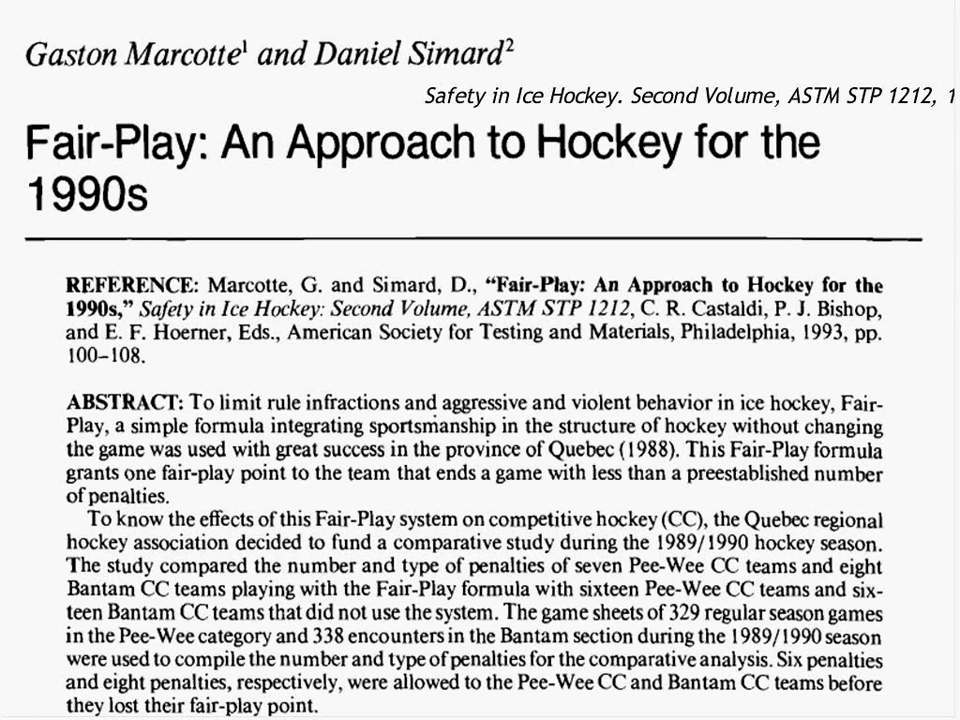 Gaston Marcotte¹ and Daniel Simard²
Safety in Ice Hockey. Second Volume, ASTM STP 1212, 1
Fair-Play: An Approach to Hockey for the
1990s
REFERENCE: Marcotte, G. and Simard, D., “Fair-Play: An Approach to Hockey for the
1990s,” Safety in Ice Hockey: Second Volume, ASTM STP 1212, C. R. Castaldi, P. J. Bishop,
and E. F. Hoerner, Eds., American Society for Testing and Materials, Philadelphia, 1993, pp.
100–108.
ABSTRACT: To limit rule infractions and aggressive and violent behavior in ice hockey, Fair-
Play, a simple formula integrating sportsmanship in the structure of hockey without changing
the game was used with great success in the province of Quebec (1988). This Fair-Play formula
grants one fair-play point to the team that ends a game with less than a preestablished number
of penalties.
To know the effects of this Fair-Play system on competitive hockey (CC), the Quebec regional
hockey association decided to fund a comparative study during the 1989/1990 hockey season.
The study compared the number and type of penalties of seven Pee-Wee CC teams and eight
Bantam CC teams playing with the Fair-Play formula with sixteen Pee-Wee CC teams and six-
teen Bantam CC teams that did not use the system. The game sheets of 329 regular season games
in the Pee-Wee category and 338 encounters in the Bantam section during the 1989/1990 season
were used to compile the number and type of penalties for the comparative analysis. Six penalties
and eight penalties, respectively, were allowed to the Pee-Wee CC and Bantam CC teams before
they lost their fair-play point.